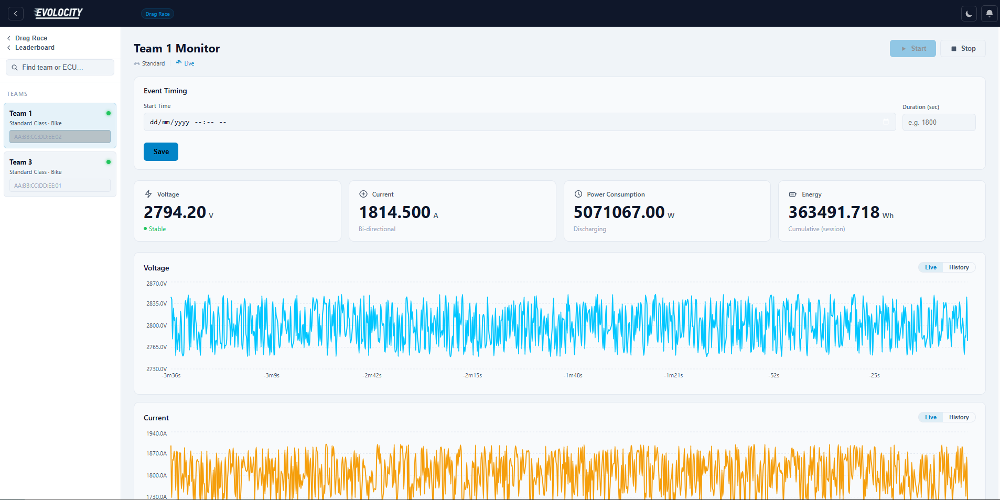 EVOLOCITY
Drag Race
Drag Race
Leaderboard
Find team or ECU...
TEAMS
Team 1
Standard Class · Bike
AA:BB:CC:DD:EE:02
Team 3
Standard Class · Bike
AA:BB:CC:DD:EE:01
Team 1 Monitor
Start
Stop
Standard
Live
Event Timing
Start Time
Duration (sec)
dd/mm/yyyy --:-- --
e.g. 1800
Save
Voltage
2794.20 V
Stable
Current
1814.500 A
Bi-directional
Power Consumption
5071067.00 W
Discharging
Energy
363491.718 Wh
Cumulative (session)
Voltage
Live
History
2870.0V
2835.0V
2800.0V
2765.0V
2730.0V
-3m36s
-3m9s
-2m42s
-2m15s
-1m48s
-1m21s
-52s
-25s
Current
Live
History
1940.0A
1870.0A
1800.0A
1730.0A